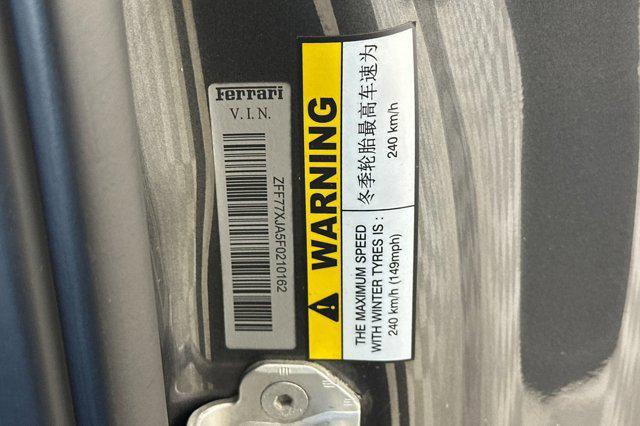 Ferrari
V.I.N.
ZFF77XJA5F0210162
WARNING
THE MAXIMUM SPEED
WITH WINTER TYRES IS :
240 km/h (149mph)
冬季轮胎最高车速为
240 km/h